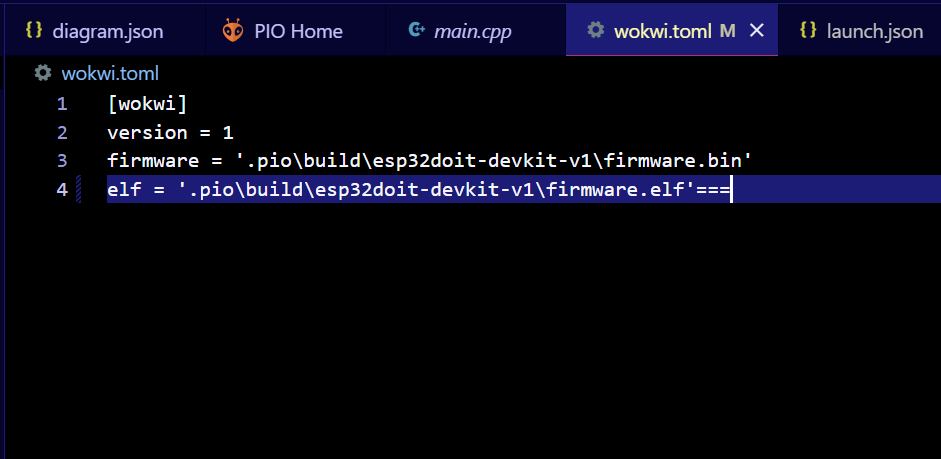 {} diagram.json PIO Home main.cpp wokwi.toml M × {} launch.json
wokwi.toml
1 [wokwi]
2 version = 1
3 firmware = '.pio\build\esp32doit-devkit-v1\firmware.bin'
4 elf = '.pio\build\esp32doit-devkit-v1\firmware.elf'===